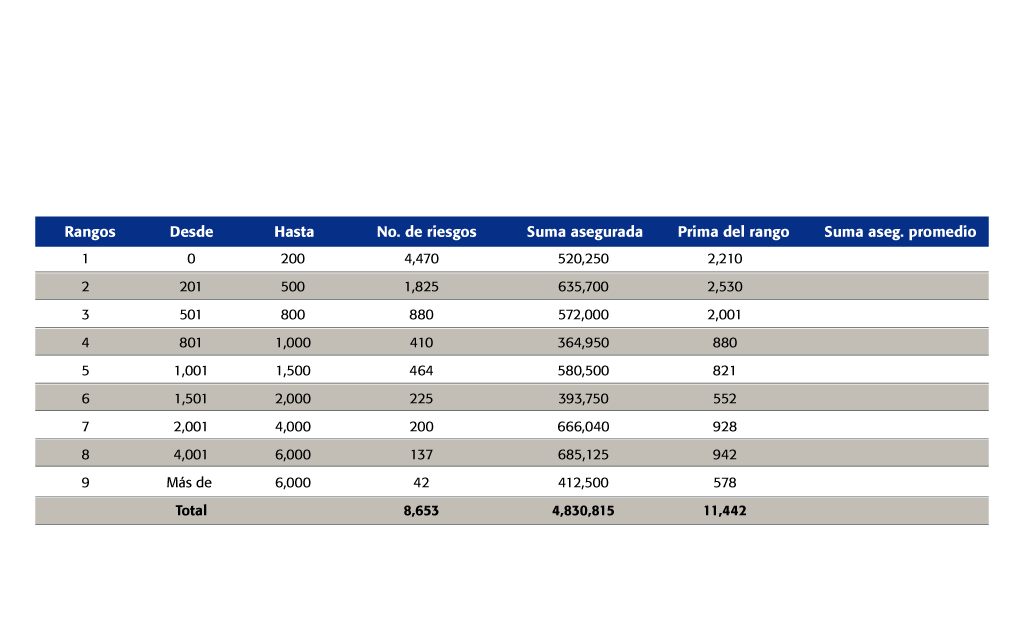 Rangos Desde Hasta No. de riesgos Suma asegurada Prima del rango Suma aseg. promedio
1 0 200 4,470 520,250 2,210
2 201 500 1,825 635,700 2,530
3 501 800 880 572,000 2,001
4 801 1,000 410 364,950 880
5 1,001 1,500 464 580,500 821
6 1,501 2,000 225 393,750 552
7 2,001 4,000 200 666,040 928
8 4,001 6,000 137 685,125 942
9 Más de 6,000 42 412,500 578
Total 8,653 4,830,815 11,442